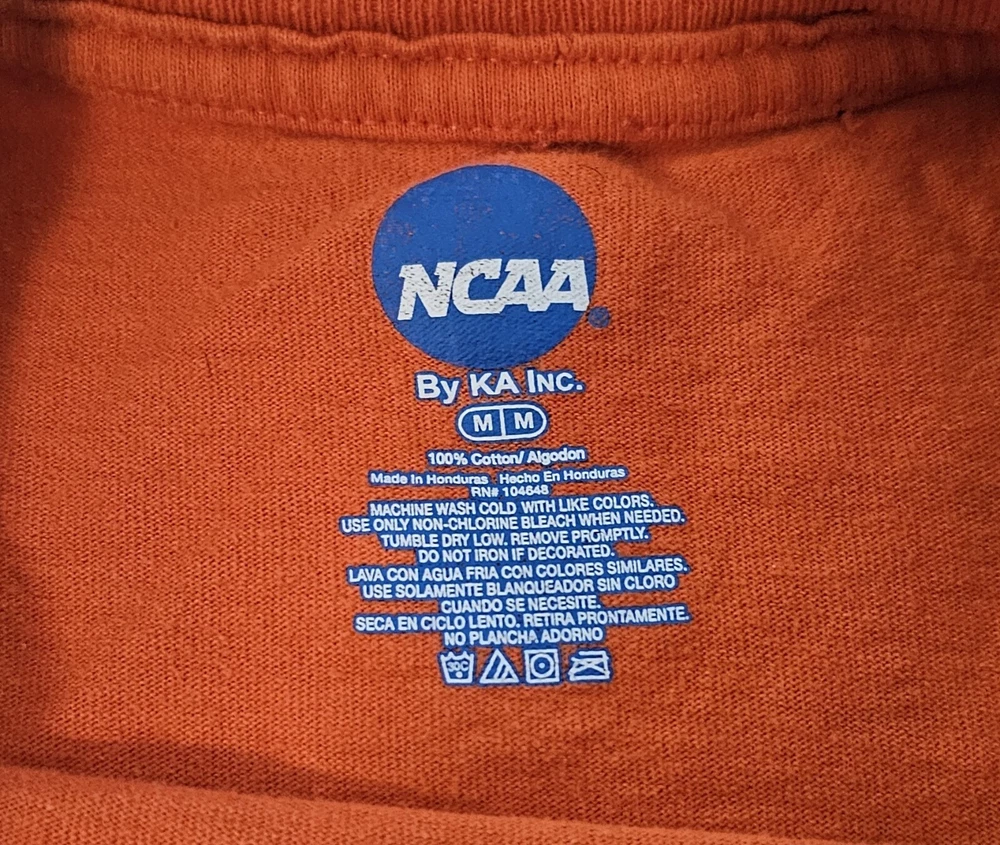 NCAA®
By KA INC.
M M
100% Cotton/ Algodon
Made In Honduras Hecho En Honduras
RN# 104648
MACHINE WASH COLD WITH LIKE COLORS.
USE ONLY NON-CHLORINE BLEACH WHEN NEEDED.
TUMBLE DRY LOW. REMOVE PROMPTLY.
DO NOT IRON IF DECORATED.
LAVA CON AGUA FRIA CON COLORES SIMILARES.
USE SOLAMENTE BLANQUEADOR SIN CLORO
CUANDO SE NECESITE.
SECA EN CICLO LENTO. RETIRA PRONTAMENTE.
NO PLANCHA ADORNO
30C